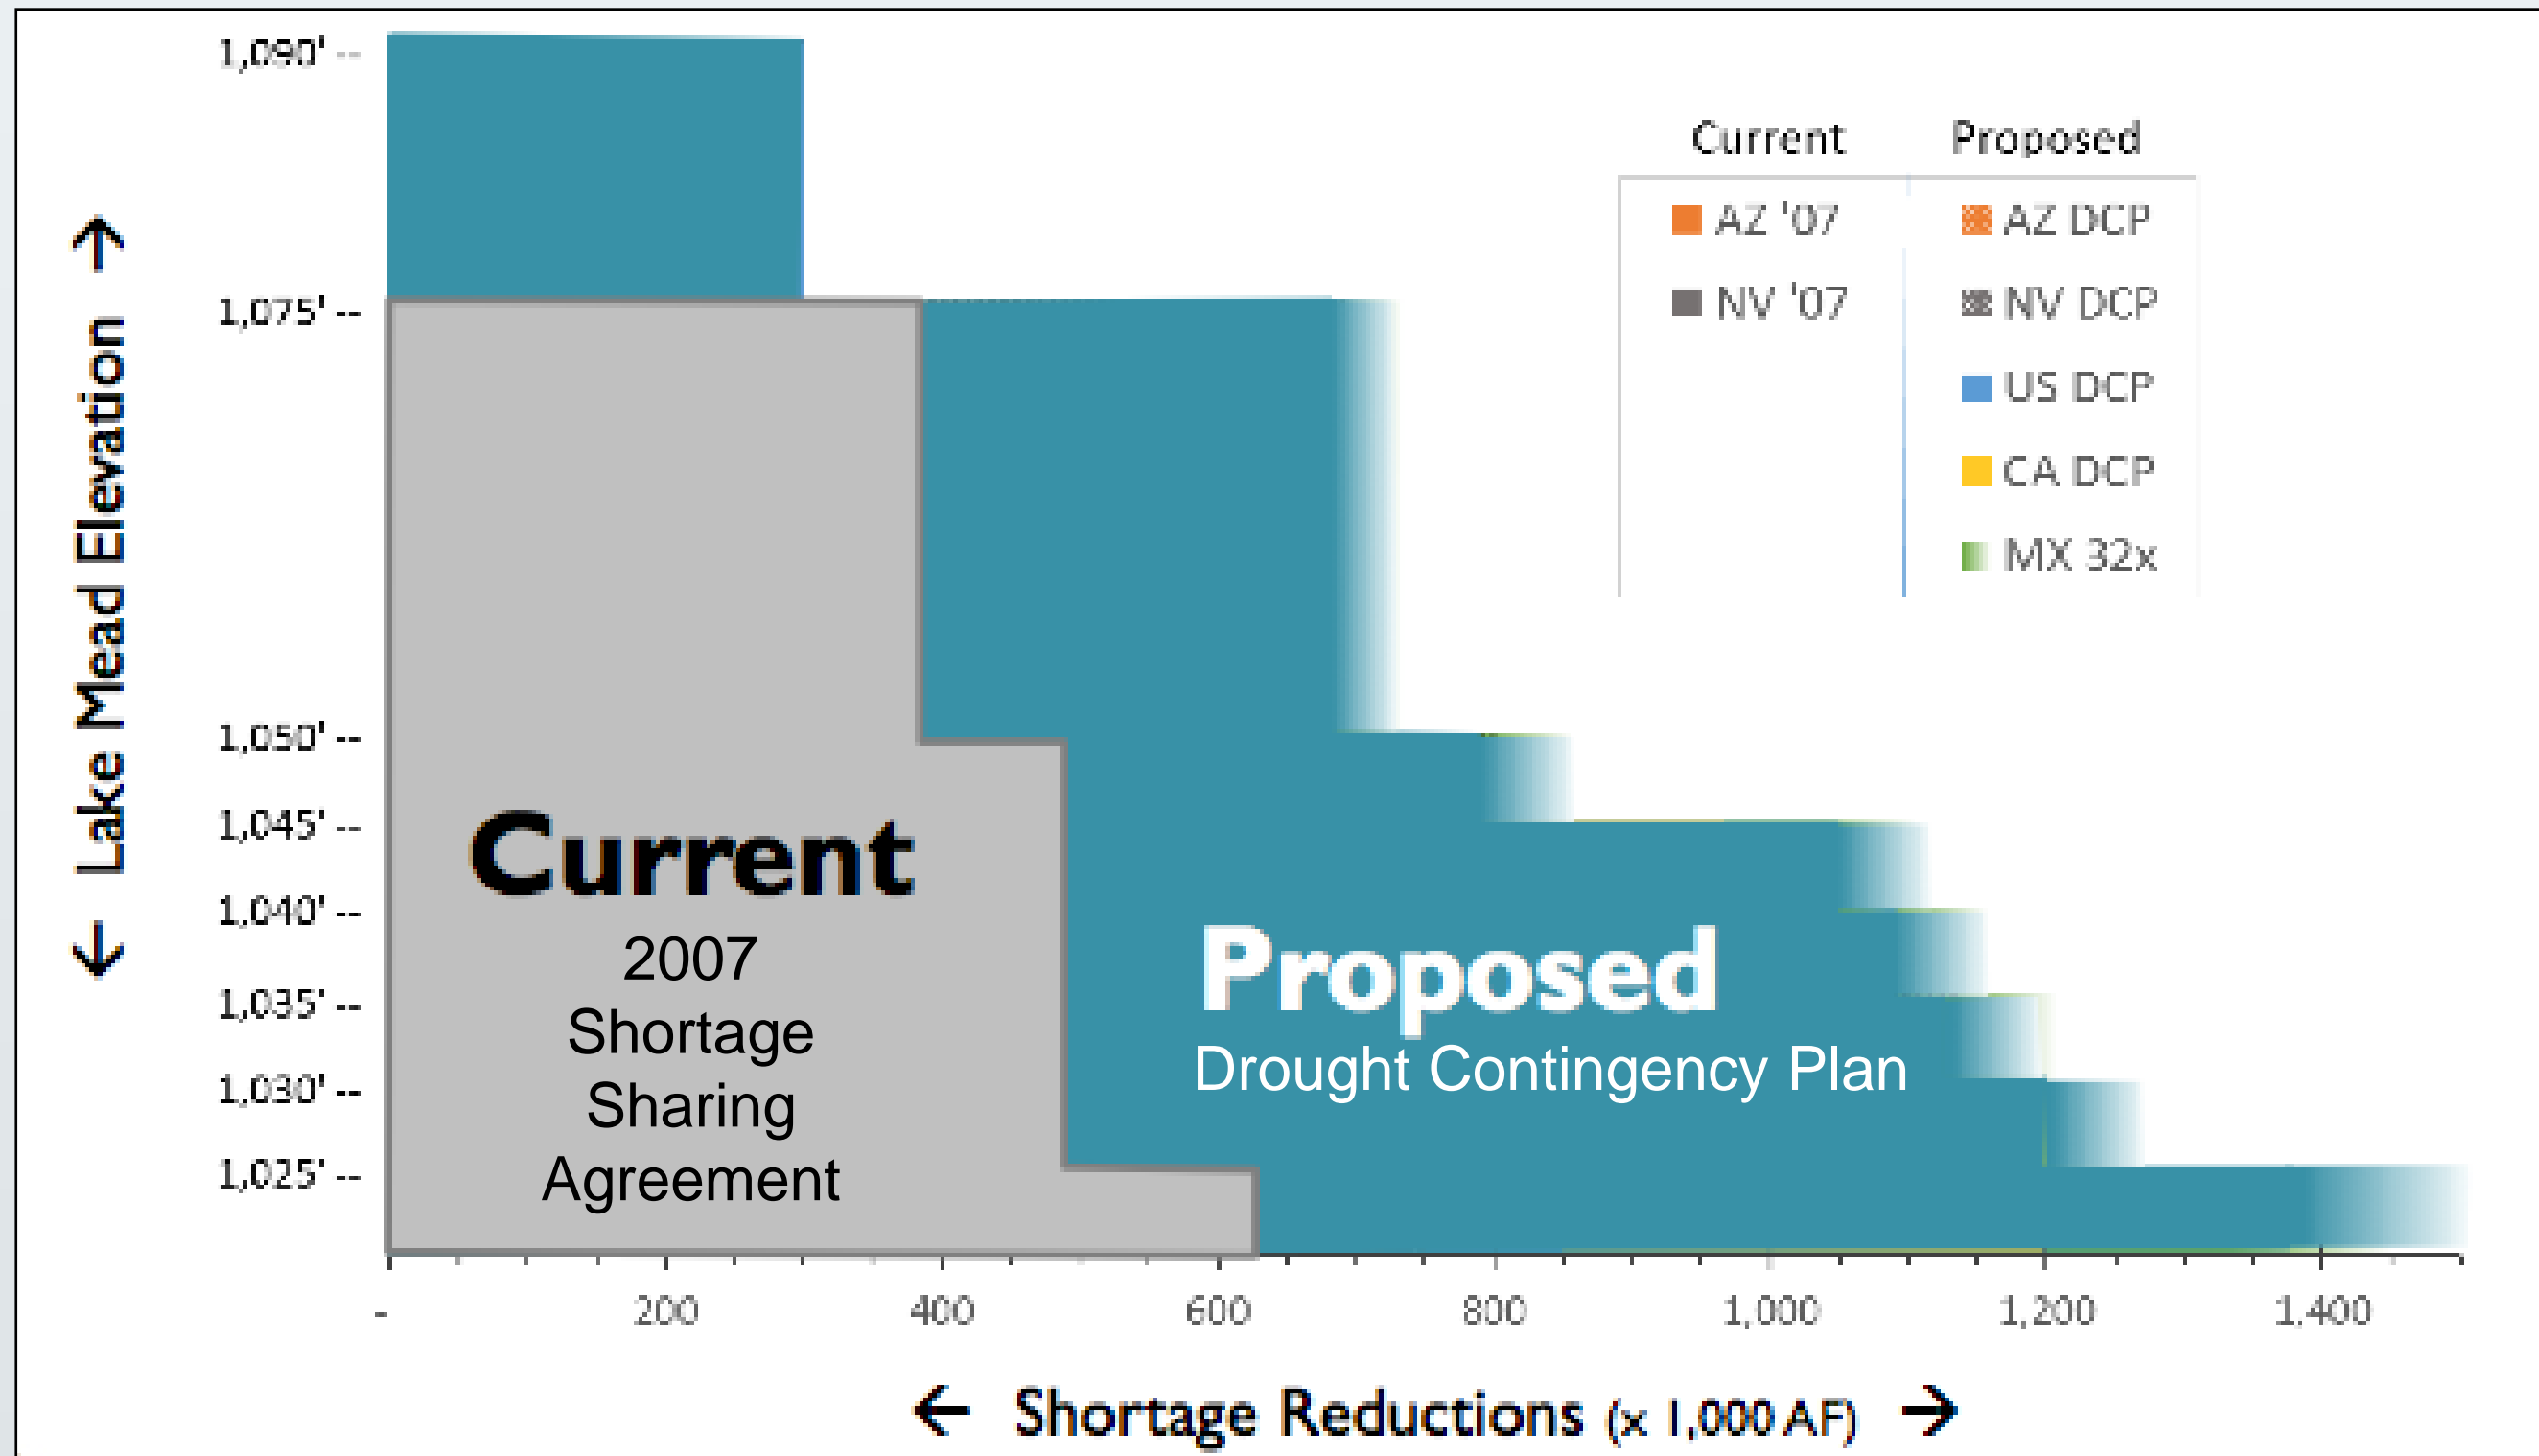 1,090' --
1,075' --
1,050' --
1,045' --
1,040' --
1,035' --
1,030' --
1,025' --
← Lake Mead Elevation →
Current Proposed
AZ '07 AZ DCP
NV '07 NV DCP
US DCP
CA DCP
MX 32x
Current
2007
Shortage
Sharing
Agreement
Proposed
Drought Contingency Plan
- 200 400 600 800 1,000 1,200 1,400
← Shortage Reductions (x 1,000 AF) →